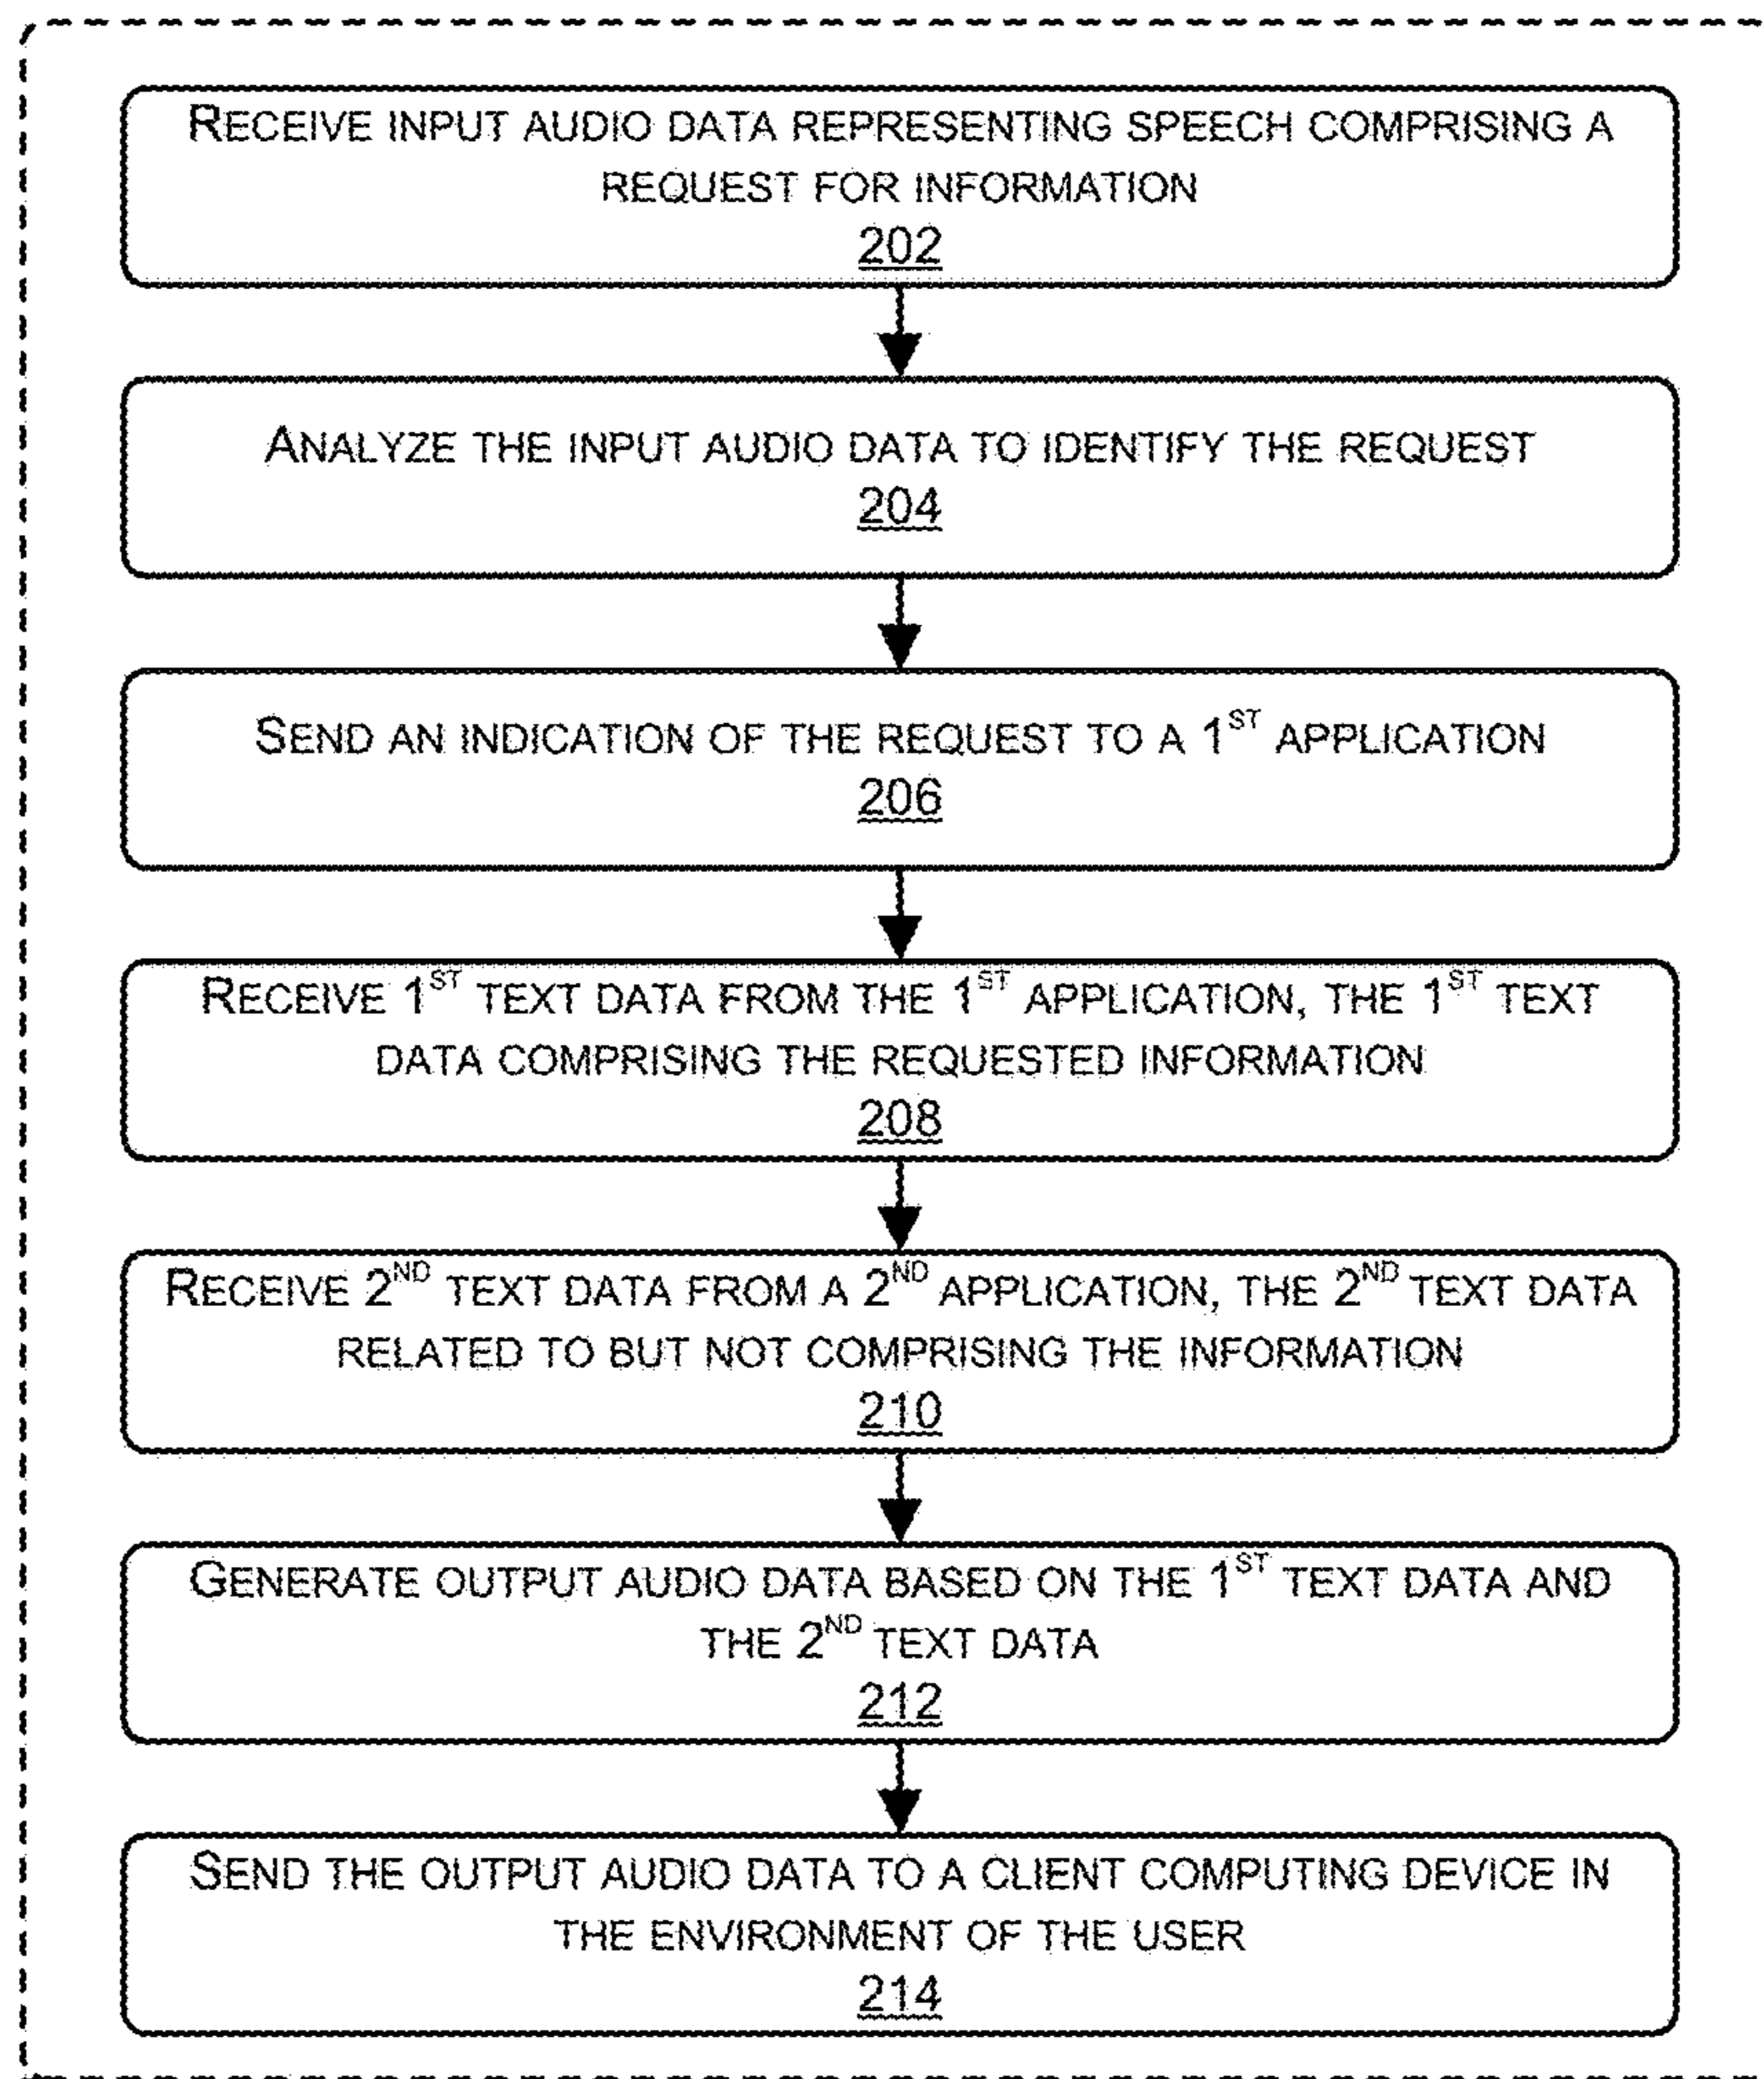 RECEIVE INPUT AUDIO DATA REPRESENTING SPEECH COMPRISING A
REQUEST FOR INFORMATION
202
ANALYZE THE INPUT AUDIO DATA TO IDENTIFY THE REQUEST
204
SEND AN INDICATION OF THE REQUEST TO A 1ST APPLICATION
206
RECEIVE 1ST TEXT DATA FROM THE 1ST APPLICATION, THE 1ST TEXT
DATA COMPRISING THE REQUESTED INFORMATION
208
RECEIVE 2ND TEXT DATA FROM A 2ND APPLICATION, THE 2ND TEXT DATA
RELATED TO BUT NOT COMPRISING THE INFORMATION
210
GENERATE OUTPUT AUDIO DATA BASED ON THE 1ST TEXT DATA AND
THE 2ND TEXT DATA
212
SEND THE OUTPUT AUDIO DATA TO A CLIENT COMPUTING DEVICE IN
THE ENVIRONMENT OF THE USER
214